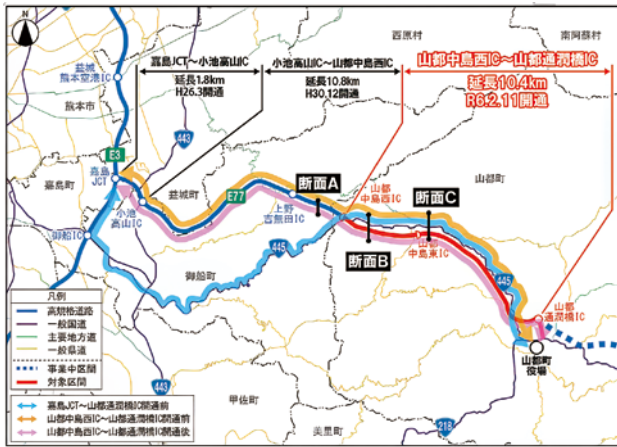 N
西原村
南阿蘇村
嘉島JCT～小池高山IC
延長1.8km
H26.3開通
小池高山IC～山都中島西IC
延長10.8km
H30.12開通
山都中島西IC～山都通潤橋IC
延長10.4km
R6.2.11開通
益城
熊本空港IC
熊本市
443
E3
嘉島町
嘉島
JCT
益城町
小池
高山IC
E77
断面A
上野
吉無田IC
山都
中島西IC
山都町
断面C
御船IC
445
御船町
断面B
山都
中島東IC
445
山都
通潤橋IC
山都町
役場
凡例
高規格道路
一般国道
主要地方道
一般県道
事業中区間
対象区間
443
甲佐町
美里町
218
嘉島JCT～山都通潤橋IC開通前
山都中島西IC～山都通潤橋IC開通前
山都中島西IC～山都通潤橋IC開通後